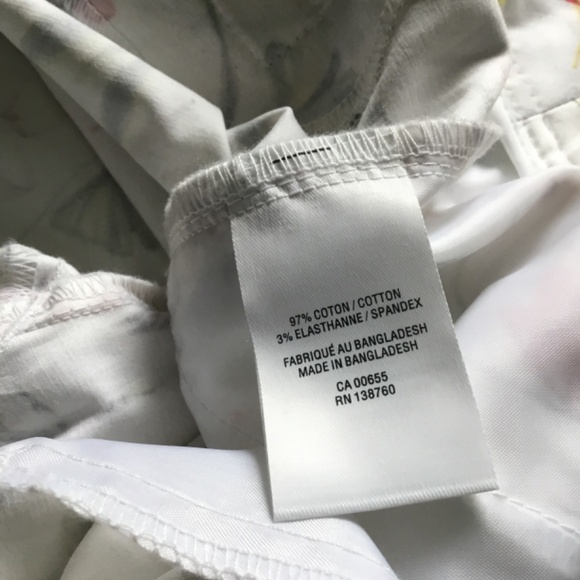 97% COTON / COTTON
3% ELASTHANNE / SPANDEX
FABRIQUÉ AU BANGLADESH
MADE IN BANGLADESH
CA 00655
RN 138760